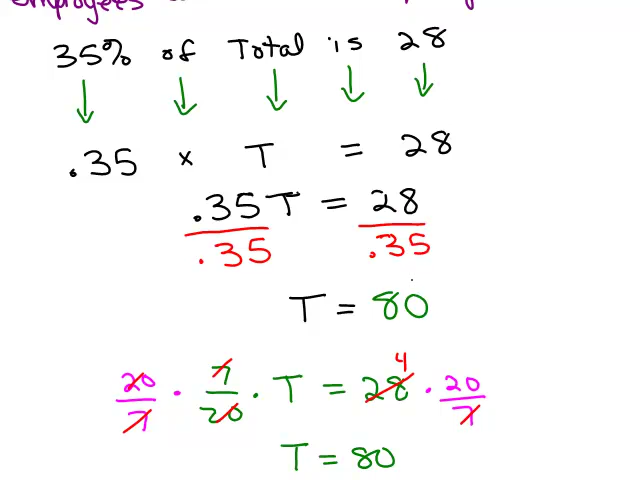 employees
35% of Total is 28
.35 x T = 28
.35T = 28
.35 .35
T = 80
20/7 · 7/20 · T = 28 4 · 20/7
T = 80